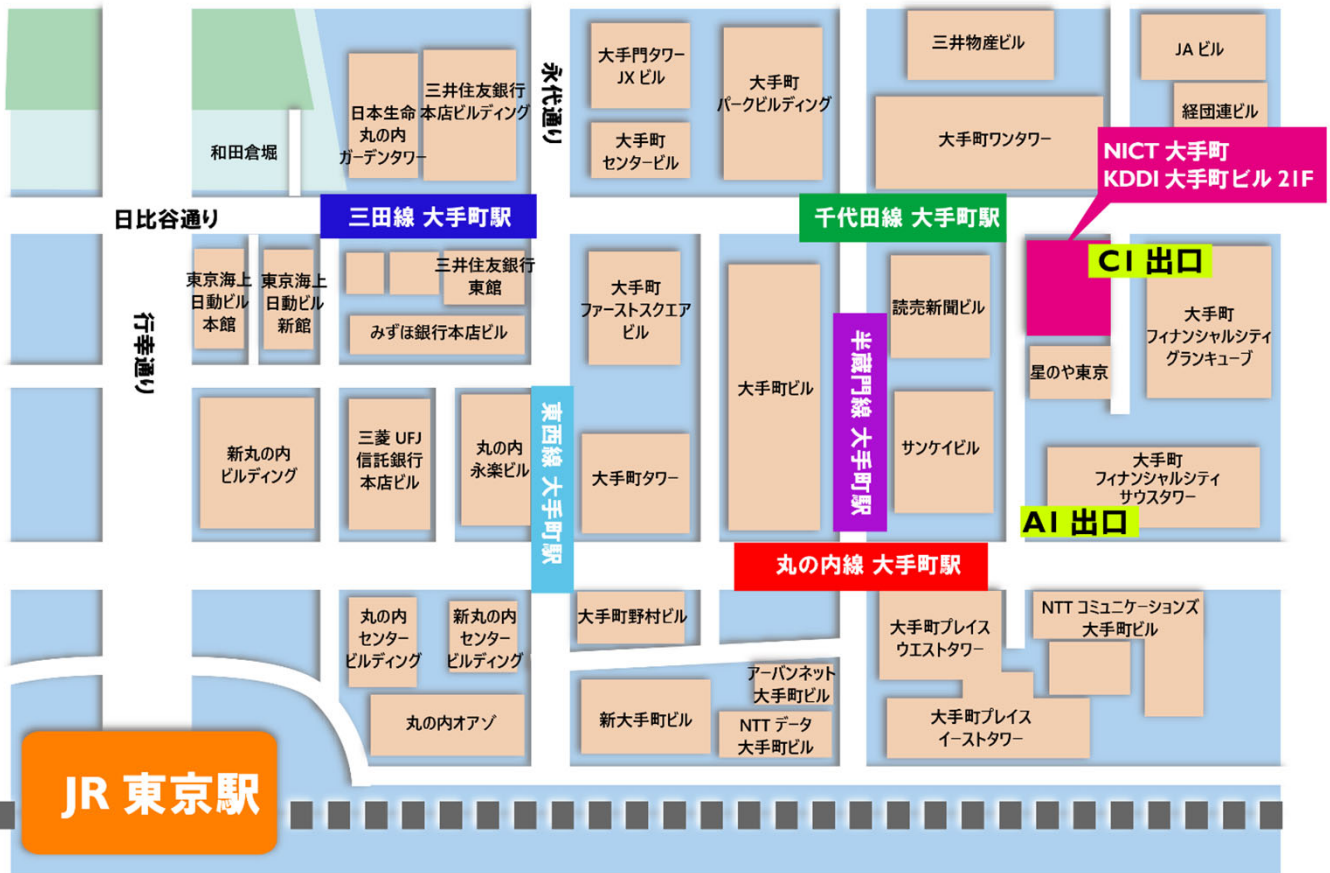 大手門タワー
JX ビル
大手町
パークビルディング
三井物産ビル
JA ビル
永代通り
日本生命
丸の内
ガーデンタワー
三井住友銀行
本店ビルディング
大手町
センタービル
大手町ワンタワー
経団連ビル
和田倉堀
NICT 大手町
KDDI 大手町ビル 21F
日比谷通り
三田線 大手町駅
千代田線 大手町駅
C1 出口
東京海上
日動ビル
本館
東京海上
日動ビル
新館
三井住友銀行
東館
みずほ銀行本店ビル
大手町
ファーストスクエア
ビル
読売新聞ビル
大手町
フィナンシャルシティ
グランキューブ
行幸通り
半蔵門線 大手町駅
大手町ビル
星のや東京
東西線 大手町駅
新丸の内
ビルディング
三菱 UFJ
信託銀行
本店ビル
丸の内
永楽ビル
大手町タワー
サンケイビル
大手町
フィナンシャルシティ
サウスタワー
A1 出口
丸の内線 大手町駅
丸の内
センター
ビルディング
新丸の内
センター
ビルディング
大手町野村ビル
大手町プレイス
ウエストタワー
NTT コミュニケーションズ
大手町ビル
アーバンネット
大手町ビル
丸の内オアゾ
新大手町ビル
NTT データ
大手町ビル
大手町プレイス
イーストタワー
JR 東京駅